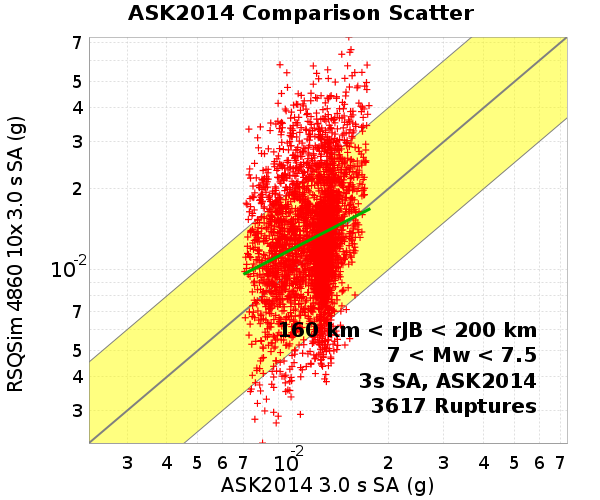 ASK2014 Comparison Scatter
RSQSim 4860 10x 3.0 s SA (g)
7
5
4
3
2
10-2
7
5
4
3
160 km < rJB < 200 km
7 < Mw < 7.5
3s SA, ASK2014
3617 Ruptures
3 4 5 6 7 10-2 2 3 4 5 6 7
ASK2014 3.0 s SA (g)